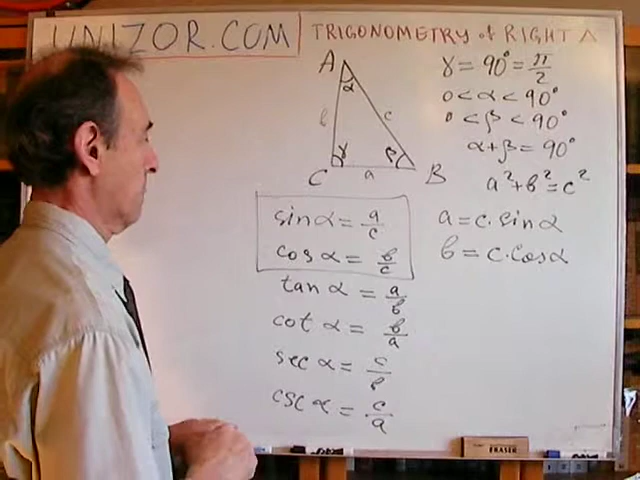 UNIZOR.COM
TRIGONOMETRY of RIGHT △
A
α
b
c
γ
β
C
a
B
γ = 90° = π/2
0 < α < 90°
0 < β < 90°
α + β = 90°
a² + b² = c²
a = c · sin α
b = c · cos α
sin α = a/c
cos α = b/c
tan α = a/b
cot α = b/a
sec α = c/b
csc α = c/a
ERASER